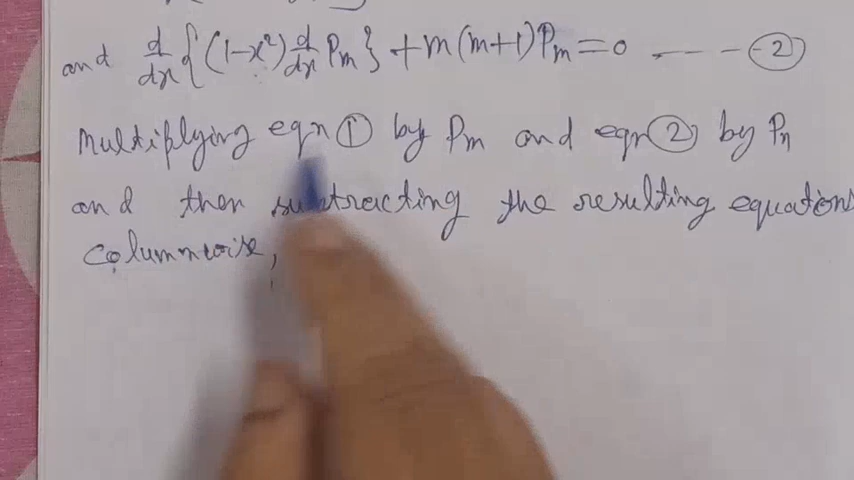 and d/dx {(1-x²) d/dx Pm} + m(m+1) Pm = 0 ---- ②
Multiplying eqn ① by Pm and eqn ② by Pn
and then subtracting the resulting equations
columnwise,